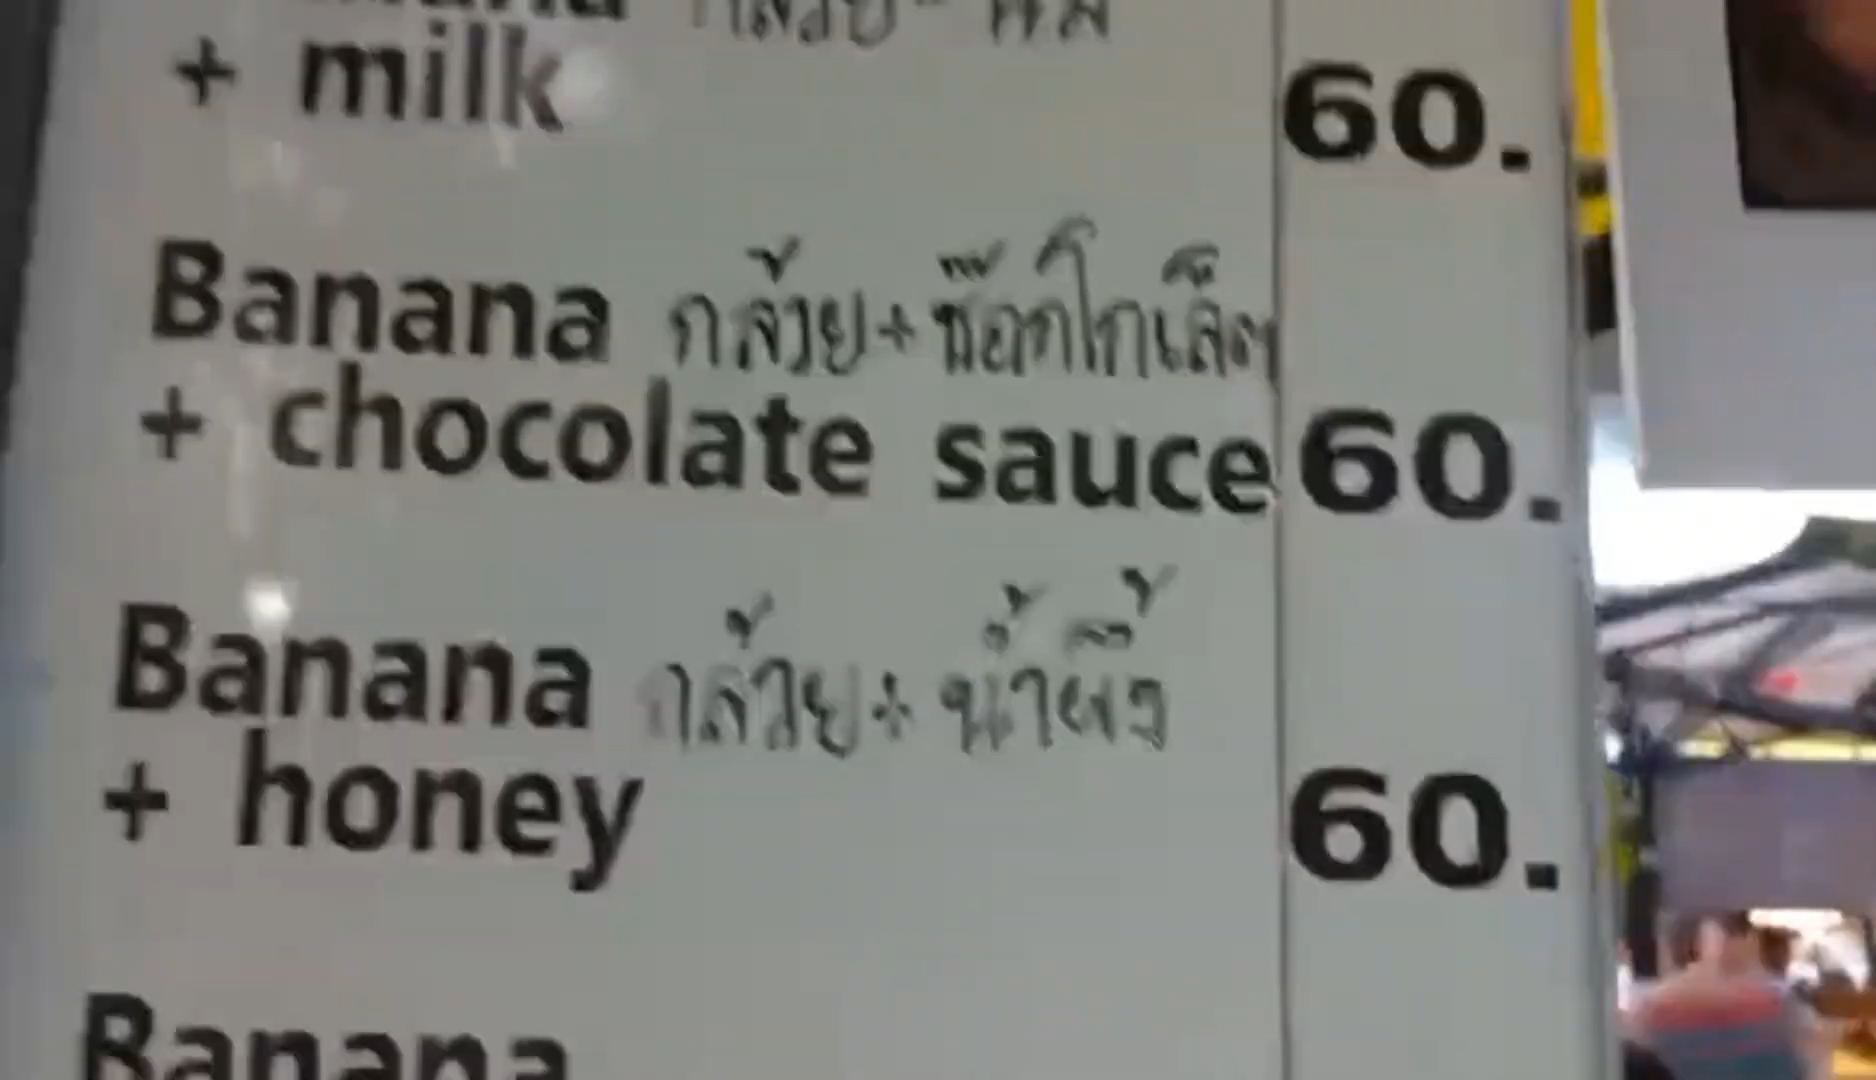 + milk 60.
Banana กล้วย+ช๊อกโกเล็ต
+ chocolate sauce 60.
Banana กล้วย+น้ำผึ้ง
+ honey 60.
Banana